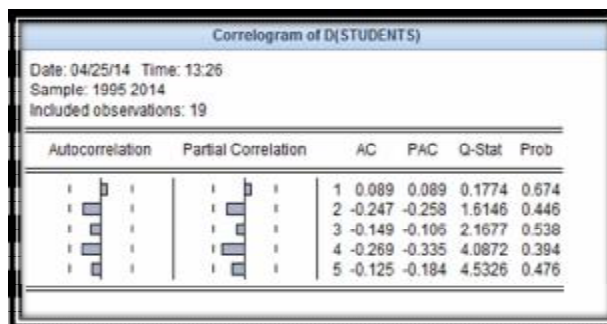 Correlogram of D(STUDENTS)
Date: 04/25/14 Time: 13:26
Sample: 1995 2014
Included observations: 19
Autocorrelation Partial Correlation AC PAC Q-Stat Prob
1 0.089 0.089 0.1774 0.674
2 -0.247 -0.258 1.6146 0.446
3 -0.149 -0.106 2.1677 0.538
4 -0.269 -0.335 4.0872 0.394
5 -0.125 -0.184 4.5326 0.476